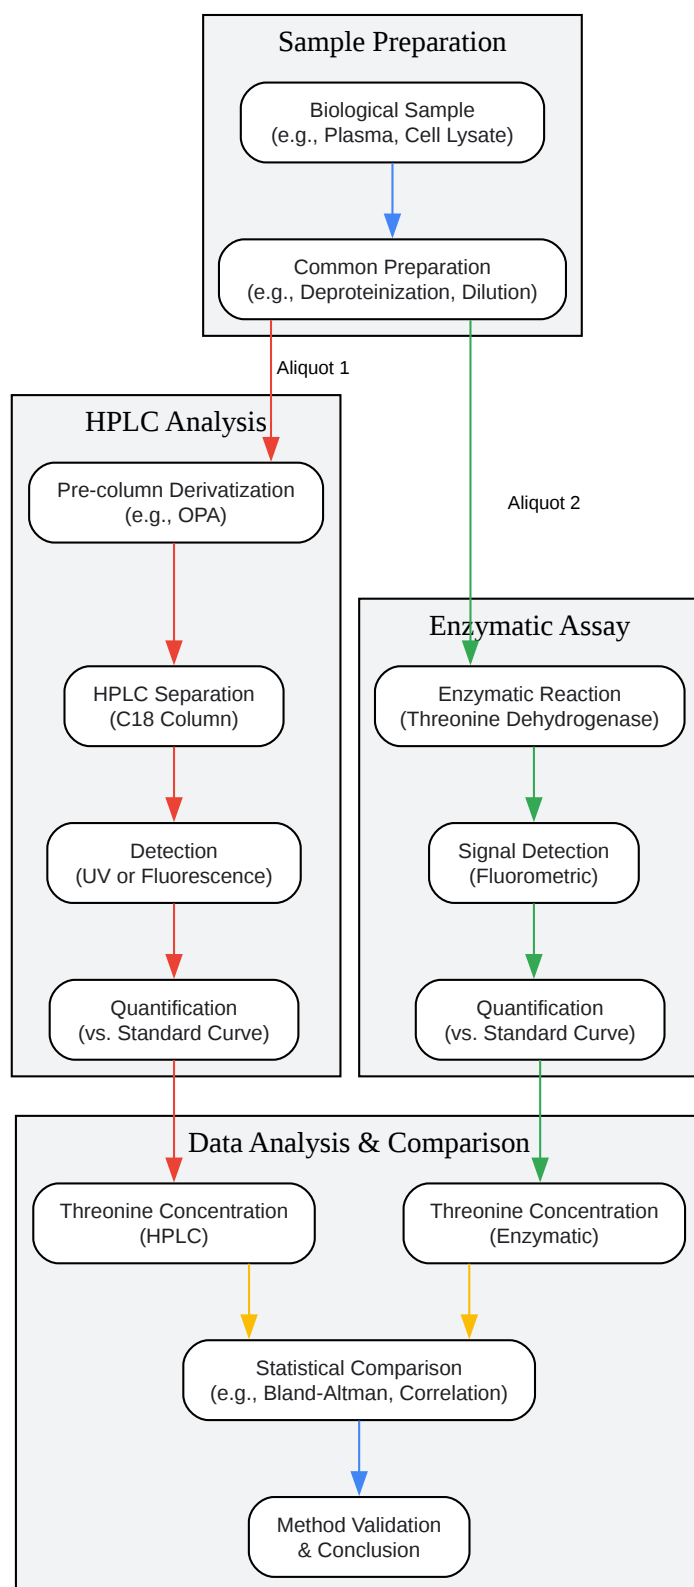 Sample Preparation
Biological Sample
(e.g., Plasma, Cell Lysate)
Common Preparation
(e.g., Deproteinization, Dilution)
Aliquot 1
HPLC Analysis
Pre-column Derivatization
(e.g., OPA)
Aliquot 2
HPLC Separation
(C18 Column)
Detection
(UV or Fluorescence)
Quantification
(vs. Standard Curve)
Enzymatic Assay
Enzymatic Reaction
(Threonine Dehydrogenase)
Signal Detection
(Fluorometric)
Quantification
(vs. Standard Curve)
Data Analysis & Comparison
Threonine Concentration
(HPLC)
Threonine Concentration
(Enzymatic)
Statistical Comparison
(e.g., Bland-Altman, Correlation)
Method Validation
& Conclusion